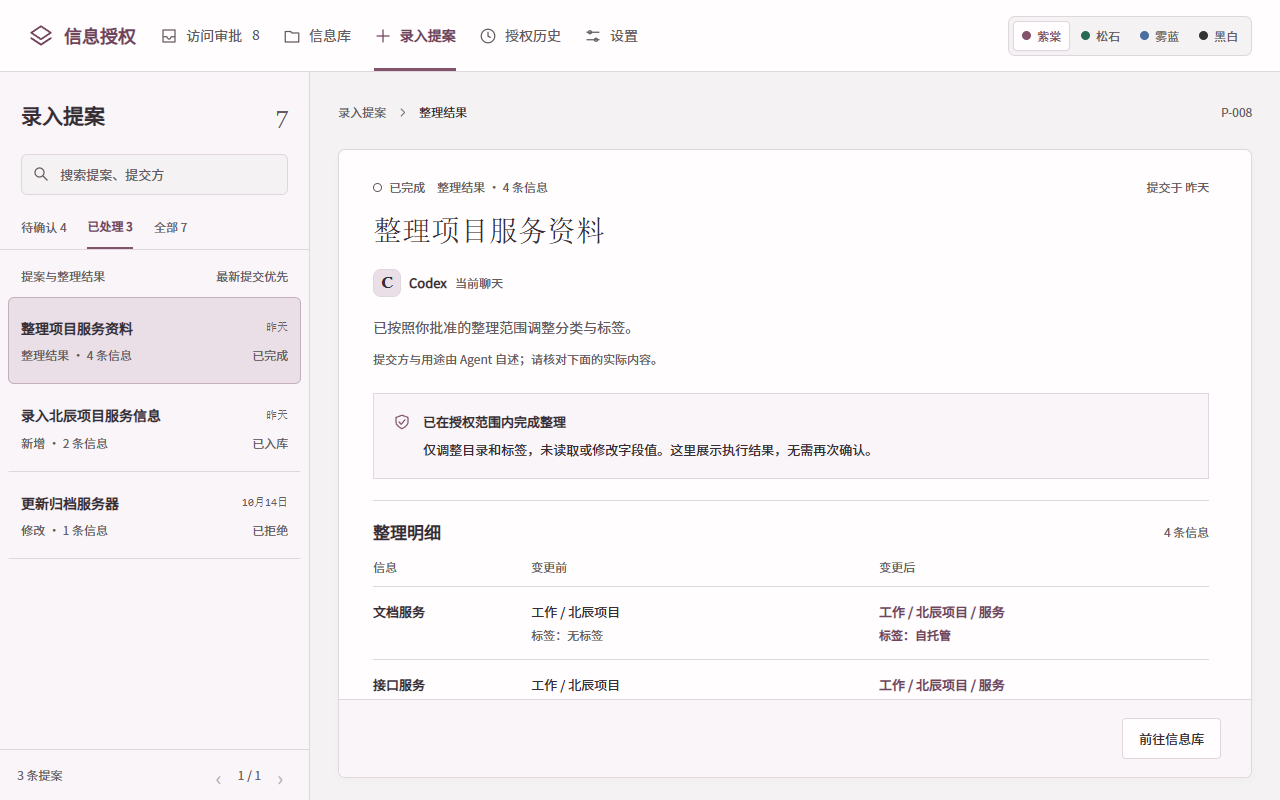 信息授权
访问审批 8
信息库
录入提案
授权历史
设置
紫棠
松石
雾蓝
黑白
录入提案
7
搜索提案、提交方
待确认 4
已处理 3
全部 7
提案与整理结果
最新提交优先
整理项目服务资料
昨天
整理结果 · 4 条信息
已完成
录入北辰项目服务信息
昨天
新增 · 2 条信息
已入库
更新归档服务器
10月14日
修改 · 1 条信息
已拒绝
3 条提案
‹ 1 / 1 ›
录入提案 > 整理结果
P-008
已完成 整理结果 · 4 条信息
提交于 昨天
整理项目服务资料
C Codex 当前聊天
已按照你批准的整理范围调整分类与标签。
提交方与用途由 Agent 自述；请核对下面的实际内容。
已在授权范围内完成整理
仅调整目录和标签，未读取或修改字段值。这里展示执行结果，无需再次确认。
整理明细
4 条信息
信息 变更前 变更后
文档服务 工作 / 北辰项目 工作 / 北辰项目 / 服务
标签：无标签 标签：自托管
接口服务 工作 / 北辰项目 工作 / 北辰项目 / 服务
前往信息库